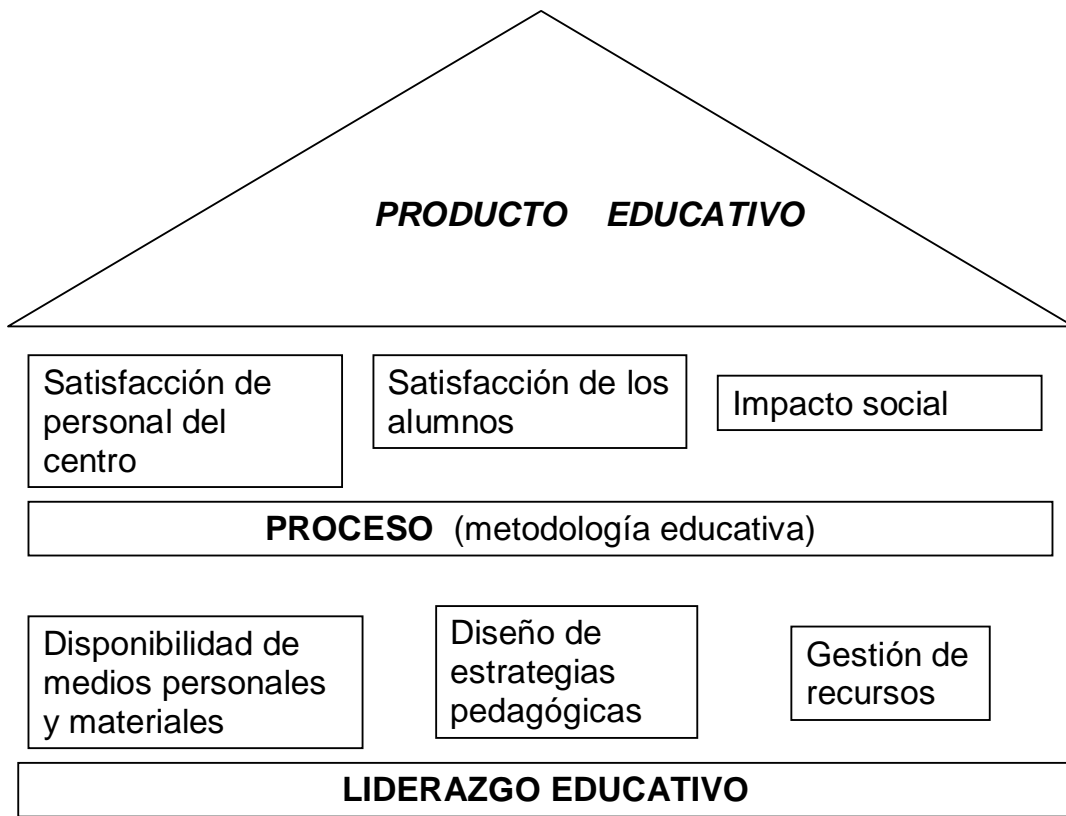 PRODUCTO EDUCATIVO
Satisfacción de
personal del
centro
Satisfacción de los
alumnos
Impacto social
PROCESO (metodología educativa)
Disponibilidad de
medios personales
y materiales
Diseño de
estrategias
pedagógicas
Gestión de
recursos
LIDERAZGO EDUCATIVO